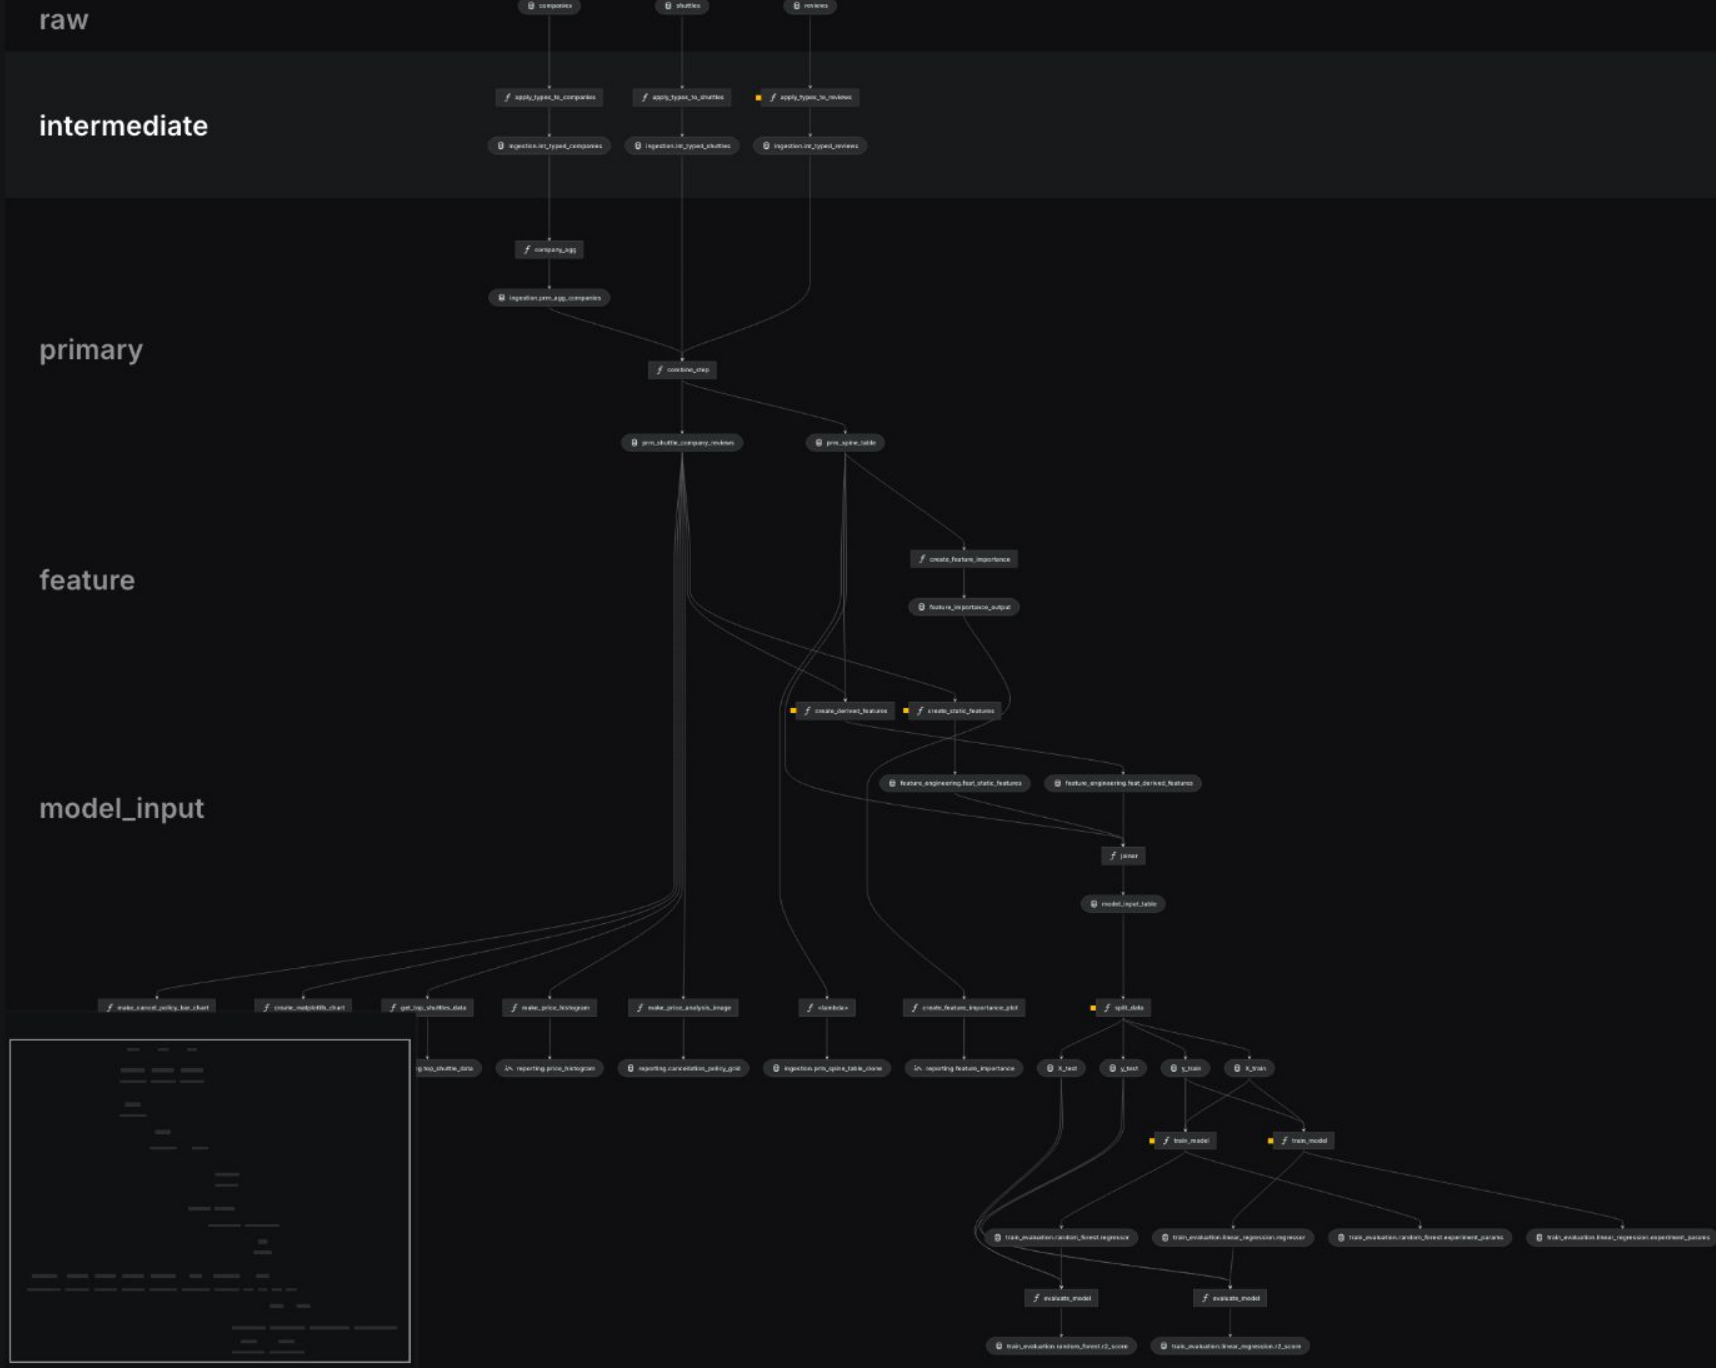 raw
companies
shuttles
reviews
intermediate
apply_types_to_companies
apply_types_to_shuttles
apply_types_to_reviews
ingestion.int_typed_companies
ingestion.int_typed_shuttles
ingestion.int_typed_reviews
company_agg
ingestion.prm_agg_companies
primary
combine_step
prm_shuttle_company_reviews
prm_spine_table
feature
create_feature_importance
feature_importance_output
create_derived_features
create_static_features
feature_engineering.feat_static_features
feature_engineering.feat_derived_features
model_input
joiner
model_input_table
make_cancel_policy_bar_chart
create_matplotlib_chart
get_top_shuttles_data
make_price_histogram
make_price_analysis_image
<lambda>
create_feature_importance_plot
split_data
g.top_shuttle_data
reporting.price_histogram
reporting.cancellation_policy_grid
ingestion.prm_spine_table_clone
reporting.feature_importance
X_test
y_test
y_train
X_train
train_model
train_model
train_evaluation.random_forest.regressor
train_evaluation.linear_regression.regressor
train_evaluation.random_forest.experiment_params
train_evaluation.linear_regression.experiment_params
evaluate_model
evaluate_model
train_evaluation.random_forest.r2_score
train_evaluation.linear_regression.r2_score